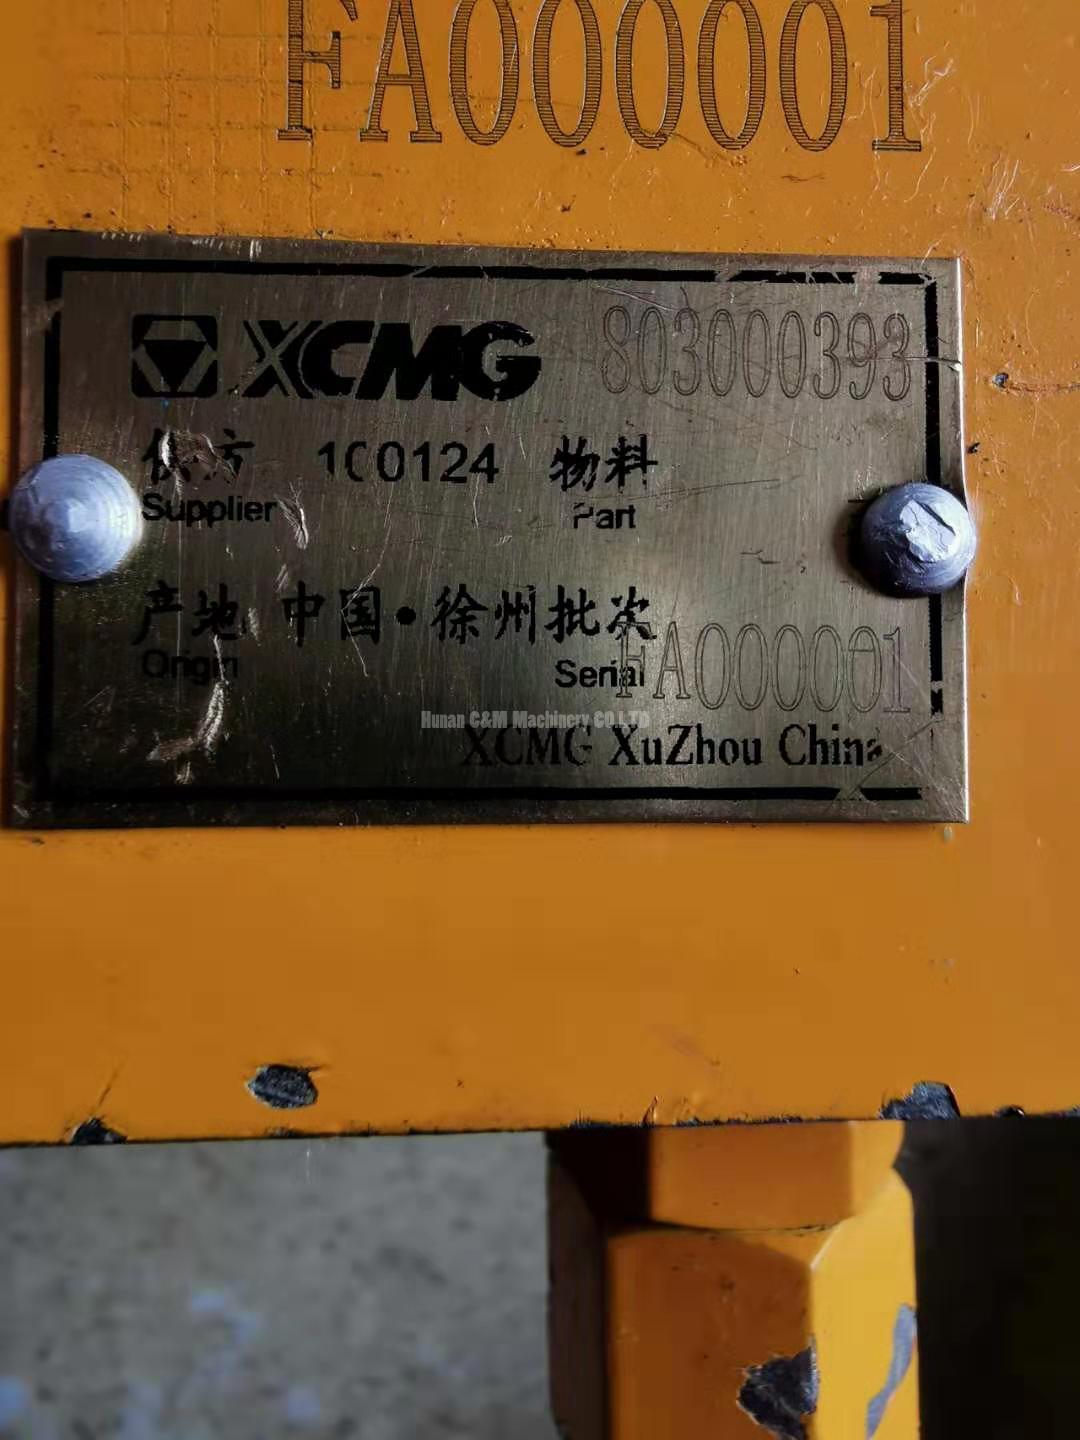 FA000001
XCMG 803000393
供方 100124 物料
Supplier Part
产地 中国·徐州 批次
Origin Serial FA000001
Hunan C&M Machinery CO LTD
XCMG XuZhou China